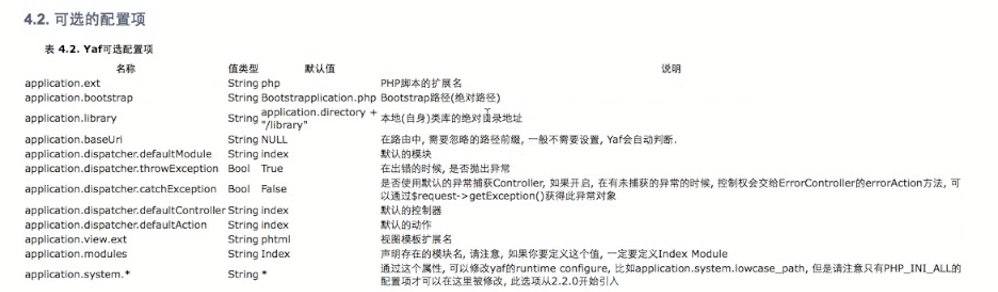 4.2. 可选的配置项
表 4.2. Yaf可选配置项
名称 值类型 默认值 说明
application.ext String php PHP脚本的扩展名
application.bootstrap String Bootstrapplication.php Bootstrap路径(绝对路径)
application.library String application.directory + "/library" 本地(自身)类库的绝对目录地址
application.baseUri String NULL 在路由中, 需要忽略的路径前缀, 一般不需要设置, Yaf会自动判断.
application.dispatcher.defaultModule String index 默认的模块
application.dispatcher.throwException Bool True 在出错的时候, 是否抛出异常
application.dispatcher.catchException Bool False 是否使用默认的异常捕获Controller, 如果开启, 在有未捕获的异常的时候, 控制权会交给ErrorController的errorAction方法, 可
以通过$request->getException()获得此异常对象
application.dispatcher.defaultController String index 默认的控制器
application.dispatcher.defaultAction String index 默认的动作
application.view.ext String phtml 视图模板扩展名
application.modules String Index 声明存在的模块名, 请注意, 如果你要定义这个值, 一定要定义Index Module
application.system.* String * 通过这个属性, 可以修改yaf的runtime configure, 比如application.system.lowcase_path, 但是请注意只有PHP_INI_ALL的
配置项才可以在这里被修改, 此选项从2.2.0开始引入